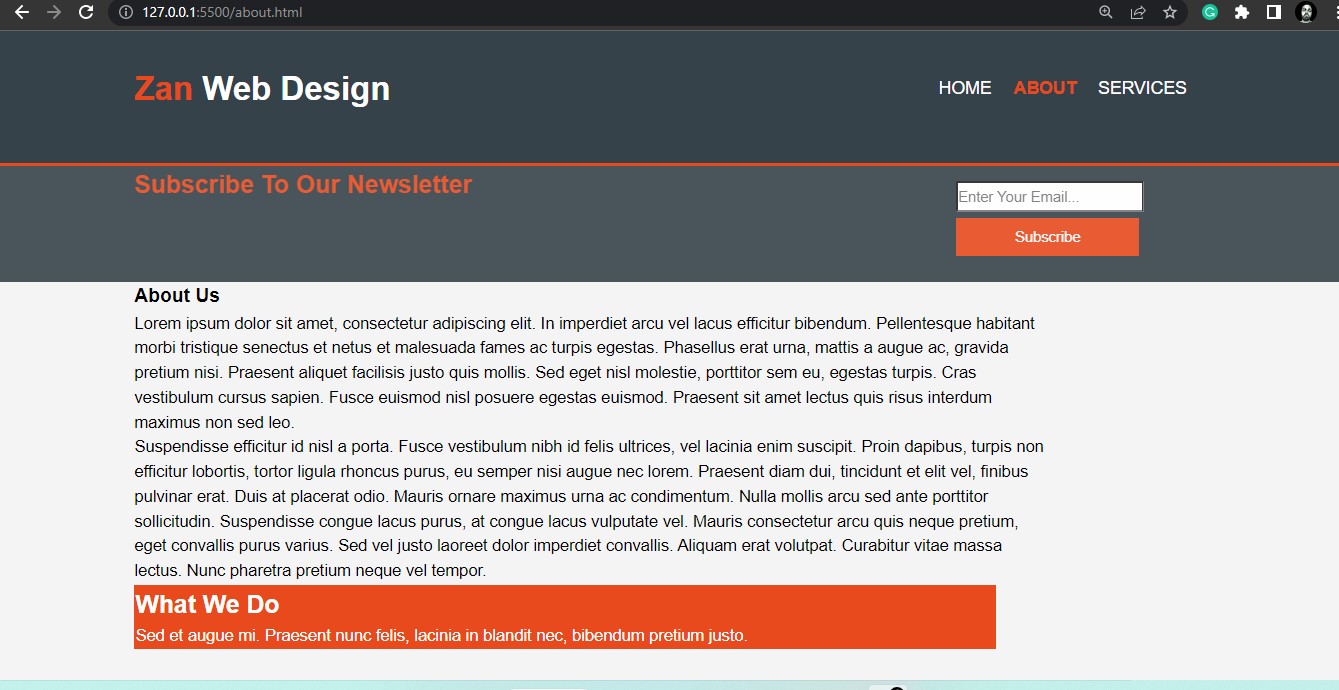 127.0.0.1:5500/about.html
Zan Web Design
HOME ABOUT SERVICES
Subscribe To Our Newsletter
Enter Your Email...
Subscribe
About Us
Lorem ipsum dolor sit amet, consectetur adipiscing elit. In imperdiet arcu vel lacus efficitur bibendum. Pellentesque habitant
morbi tristique senectus et netus et malesuada fames ac turpis egestas. Phasellus erat urna, mattis a augue ac, gravida
pretium nisi. Praesent aliquet facilisis justo quis mollis. Sed eget nisl molestie, porttitor sem eu, egestas turpis. Cras
vestibulum cursus sapien. Fusce euismod nisl posuere egestas euismod. Praesent sit amet lectus quis risus interdum
maximus non sed leo.
Suspendisse efficitur id nisl a porta. Fusce vestibulum nibh id felis ultrices, vel lacinia enim suscipit. Proin dapibus, turpis non
efficitur lobortis, tortor ligula rhoncus purus, eu semper nisi augue nec lorem. Praesent diam dui, tincidunt et elit vel, finibus
pulvinar erat. Duis at placerat odio. Mauris ornare maximus urna ac condimentum. Nulla mollis arcu sed ante porttitor
sollicitudin. Suspendisse congue lacus purus, at congue lacus vulputate vel. Mauris consectetur arcu quis neque pretium,
eget convallis purus varius. Sed vel justo laoreet dolor imperdiet convallis. Aliquam erat volutpat. Curabitur vitae massa
lectus. Nunc pharetra pretium neque vel tempor.
What We Do
Sed et augue mi. Praesent nunc felis, lacinia in blandit nec, bibendum pretium justo.